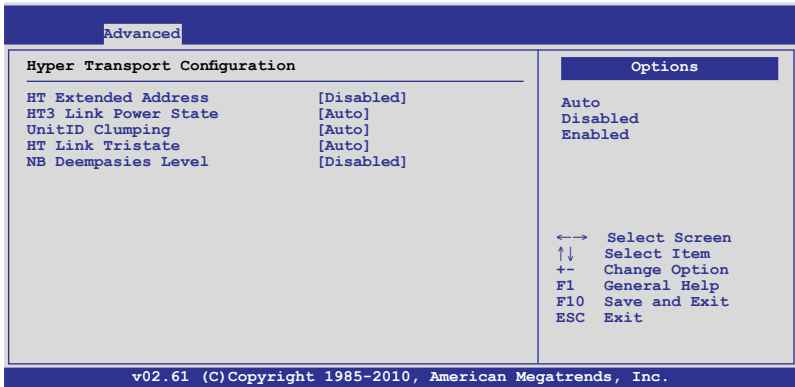 Advanced
Hyper Transport Configuration
HT Extended Address [Disabled]
HT3 Link Power State [Auto]
UnitID Clumping [Auto]
HT Link Tristate [Auto]
NB Deempasies Level [Disabled]
Options
Auto
Disabled
Enabled
←→ Select Screen
↑↓ Select Item
+- Change Option
F1 General Help
F10 Save and Exit
ESC Exit
v02.61 (C)Copyright 1985-2010, American Megatrends, Inc.